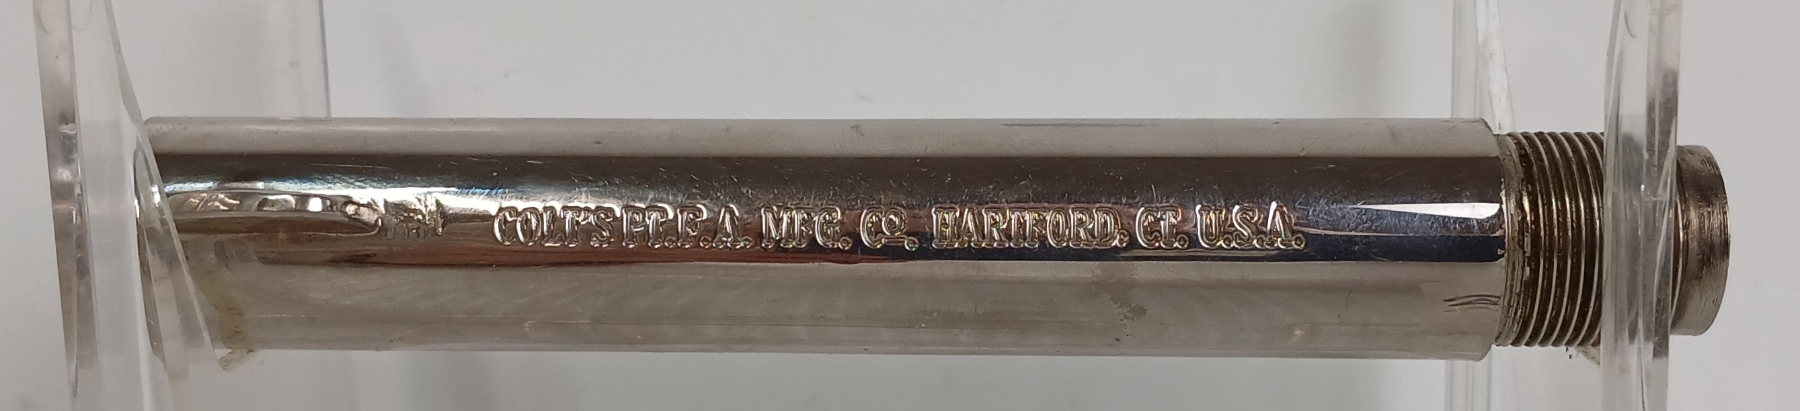 COLT'S PT. F. A. MFG. Co. HARTFORD. CT. U.S.A.